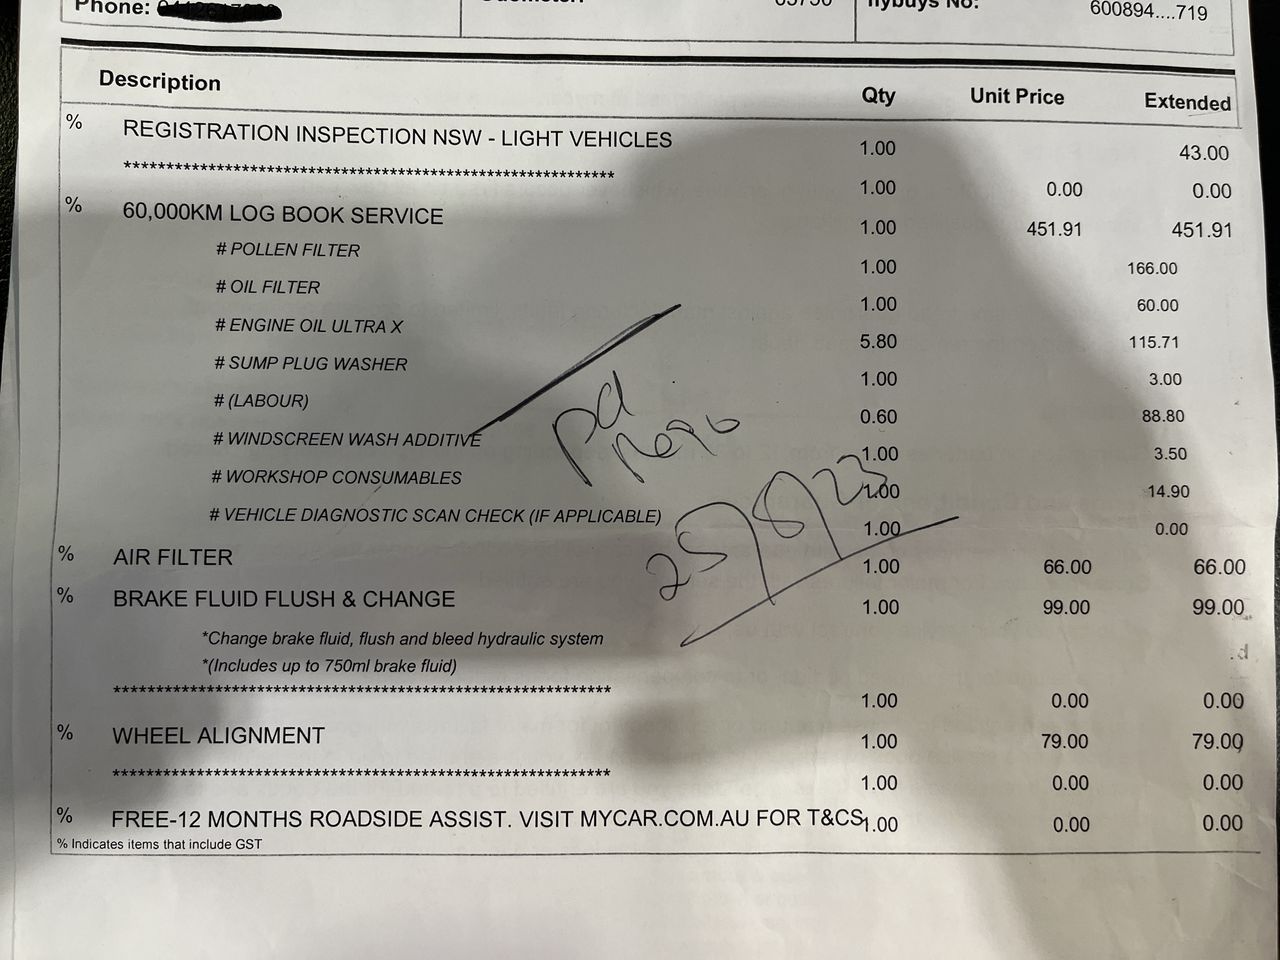 Phone:
600894....719
Description Qty Unit Price Extended
% REGISTRATION INSPECTION NSW - LIGHT VEHICLES 1.00 43.00
************************************************************** 1.00 0.00 0.00
% 60,000KM LOG BOOK SERVICE 1.00 451.91 451.91
# POLLEN FILTER 1.00 166.00
# OIL FILTER 1.00 60.00
# ENGINE OIL ULTRA X 5.80 115.71
# SUMP PLUG WASHER 1.00 3.00
# (LABOUR) 0.60 88.80
# WINDSCREEN WASH ADDITIVE 1.00 3.50
# WORKSHOP CONSUMABLES 1.00 14.90
# VEHICLE DIAGNOSTIC SCAN CHECK (IF APPLICABLE) 1.00 0.00
pd
Rego
25/8/23
% AIR FILTER 1.00 66.00 66.00
% BRAKE FLUID FLUSH & CHANGE 1.00 99.00 99.00
*Change brake fluid, flush and bleed hydraulic system
*(Includes up to 750ml brake fluid)
************************************************************** 1.00 0.00 0.00
% WHEEL ALIGNMENT 1.00 79.00 79.00
************************************************************** 1.00 0.00 0.00
% FREE-12 MONTHS ROADSIDE ASSIST. VISIT MYCAR.COM.AU FOR T&CS 1.00 0.00 0.00
% Indicates items that include GST